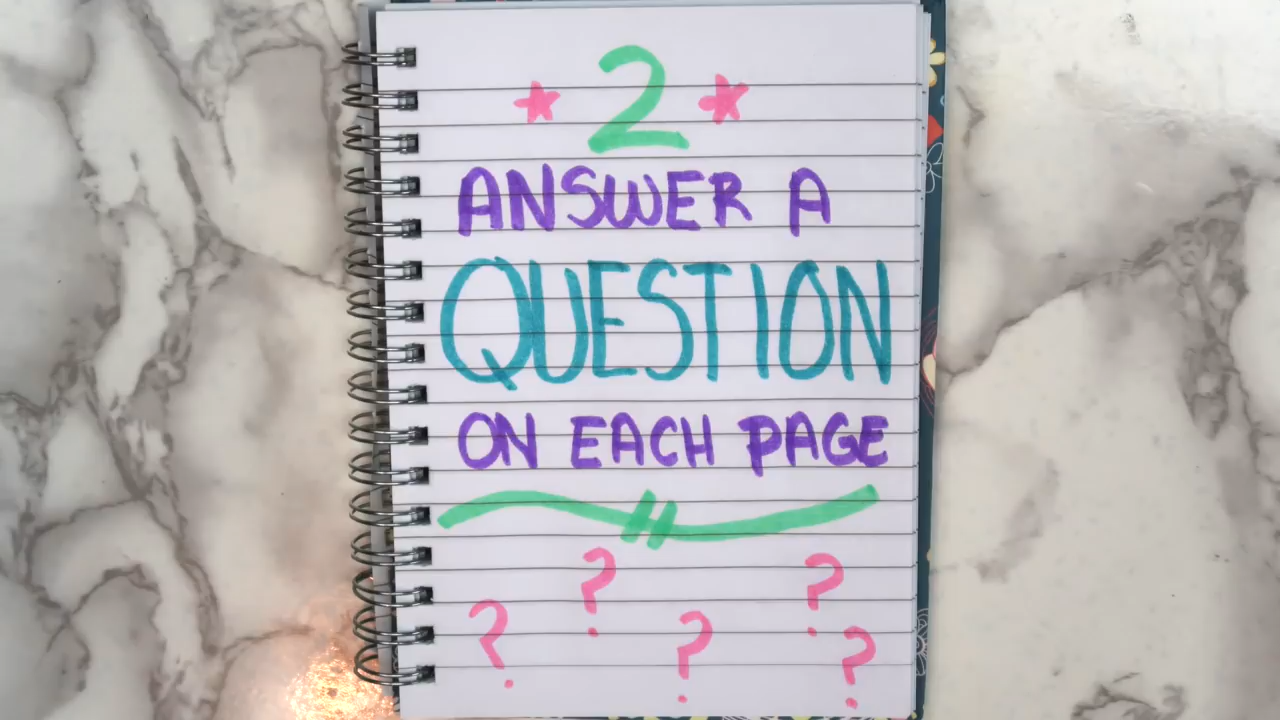 2
ANSWER A
QUESTION
ON EACH PAGE
? ? ? ? ?